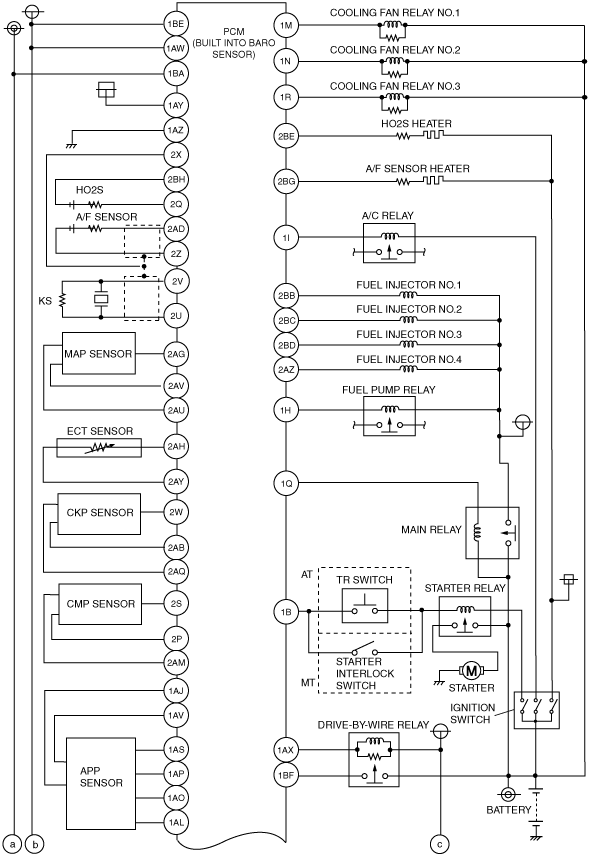 PCM
(BUILT INTO BARO
SENSOR)
1BE
1AW
1BA
1AY
1AZ
2X
2BH
HO2S
2Q
A/F SENSOR
2AD
2Z
2V
KS
2U
MAP SENSOR
2AG
2AV
2AU
ECT SENSOR
2AH
2AY
CKP SENSOR
2W
2AB
2AQ
CMP SENSOR
2S
2P
2AM
1AJ
1AV
APP
SENSOR
1AS
1AP
1AO
1AL
a
b
COOLING FAN RELAY NO.1
1M
COOLING FAN RELAY NO.2
1N
COOLING FAN RELAY NO.3
1R
HO2S HEATER
2BE
A/F SENSOR HEATER
2BG
A/C RELAY
1I
FUEL INJECTOR NO.1
2BB
FUEL INJECTOR NO.2
2BC
FUEL INJECTOR NO.3
2BD
FUEL INJECTOR NO.4
2AZ
FUEL PUMP RELAY
1H
1Q
MAIN RELAY
AT
TR SWITCH
STARTER RELAY
1B
STARTER
INTERLOCK
SWITCH
MT
M
STARTER
IGNITION
SWITCH
DRIVE-BY-WIRE RELAY
1AX
1BF
BATTERY
c